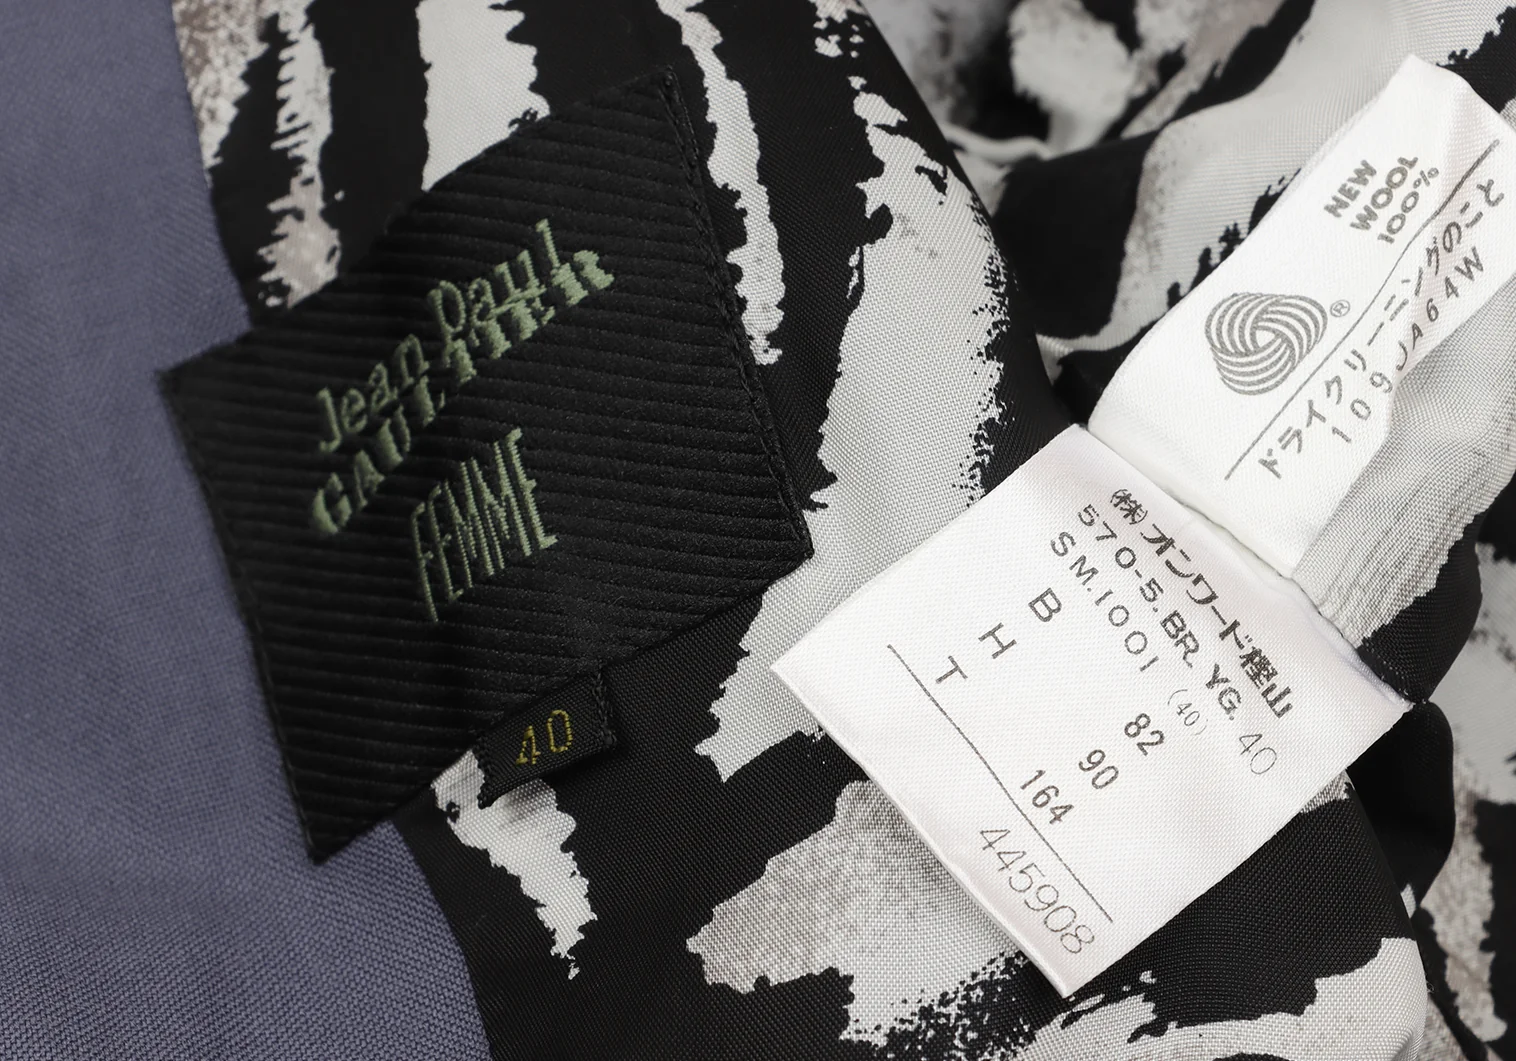 Jean Paul
GAULTIER
FEMME
40
NEW
WOOL
100%
®
ドライクリーニングのこと
109JA64W
(株)オンワード樫山
570-5.BR. YG. 40
SM.1001 (40)
B 82
H 90
T 164
445908